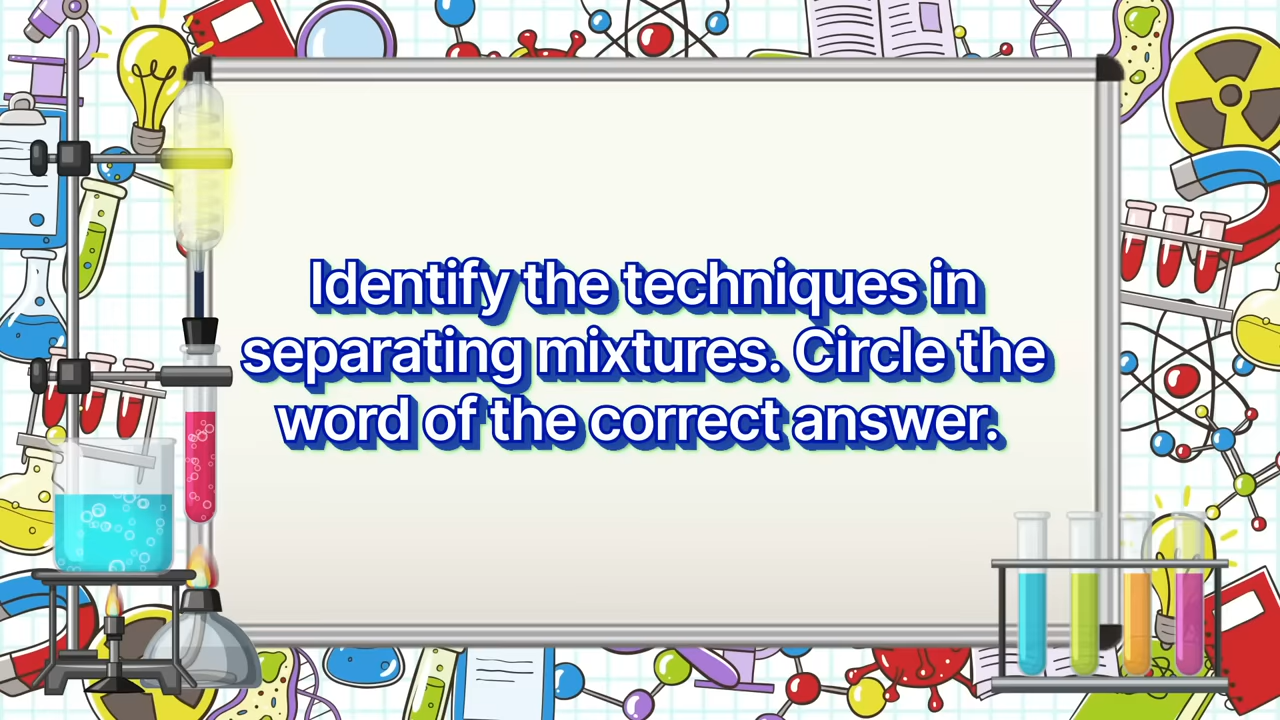 Identify the techniques in
separating mixtures. Circle the
word of the correct answer.